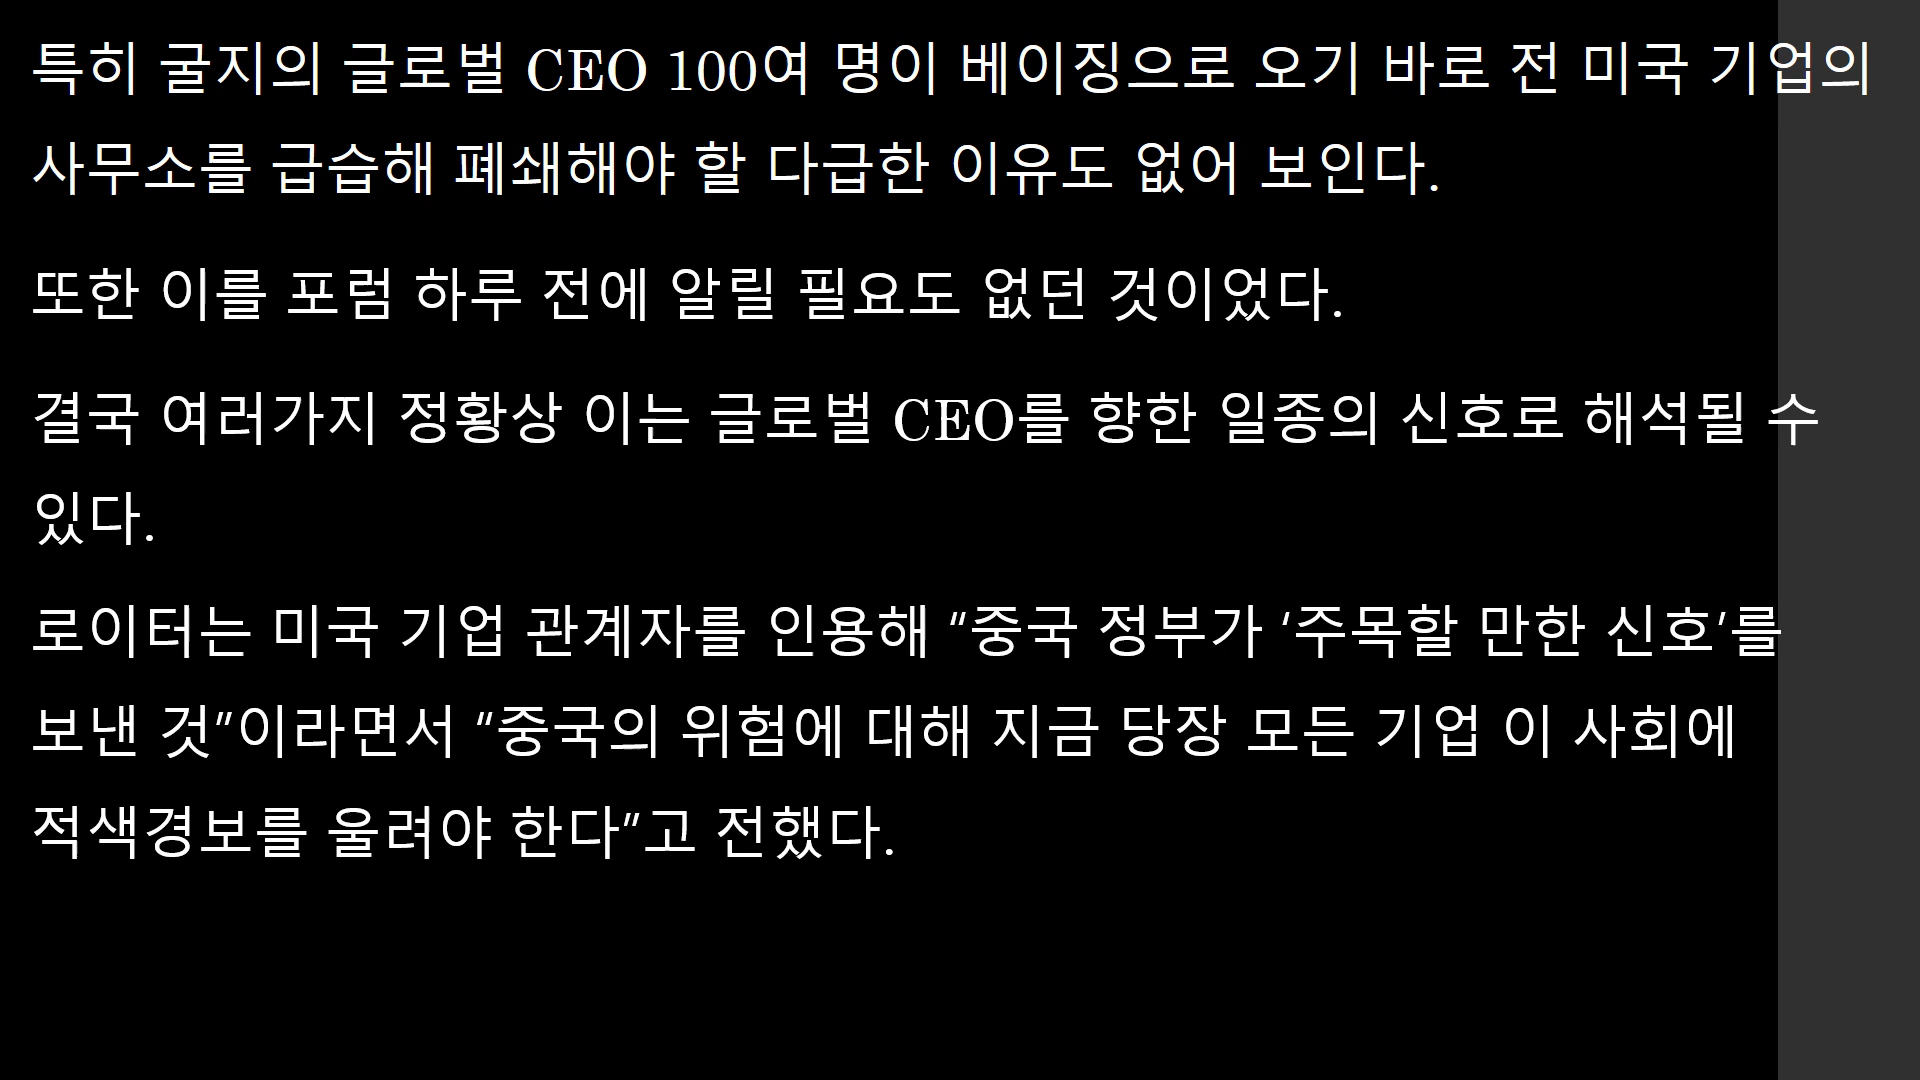 특히 굴지의 글로벌 CEO 100여 명이 베이징으로 오기 바로 전 미국 기업의
사무소를 급습해 폐쇄해야 할 다급한 이유도 없어 보인다.
또한 이를 포럼 하루 전에 알릴 필요도 없던 것이었다.
결국 여러가지 정황상 이는 글로벌 CEO를 향한 일종의 신호로 해석될 수
있다.
로이터는 미국 기업 관계자를 인용해 “중국 정부가 ‘주목할 만한 신호’를
보낸 것”이라면서 “중국의 위험에 대해 지금 당장 모든 기업 이 사회에
적색경보를 울려야 한다”고 전했다.